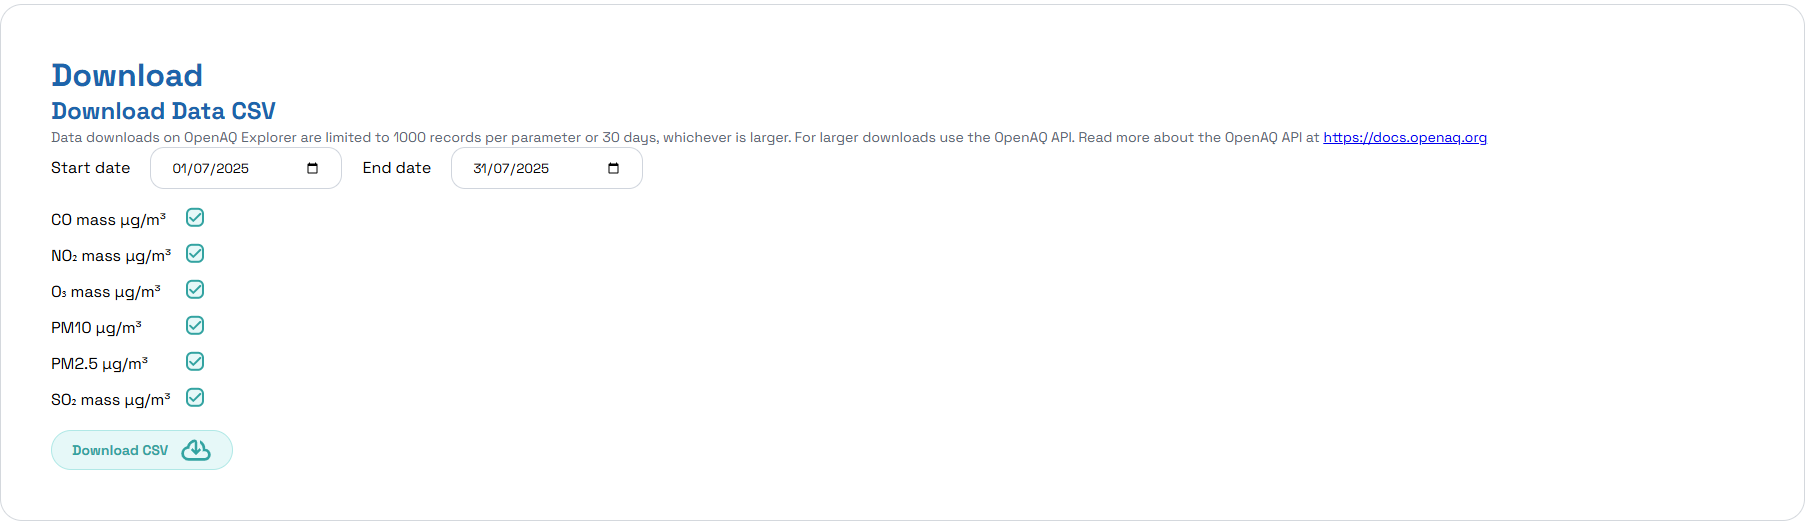 Download
Download Data CSV
Data downloads on OpenAQ Explorer are limited to 1000 records per parameter or 30 days, whichever is larger. For larger downloads use the OpenAQ API. Read more about the OpenAQ API at https://docs.openaq.org
Start date 01/07/2025 End date 31/07/2025
CO mass µg/m³
NO₂ mass µg/m³
O₃ mass µg/m³
PM10 µg/m³
PM2.5 µg/m³
SO₂ mass µg/m³
Download CSV